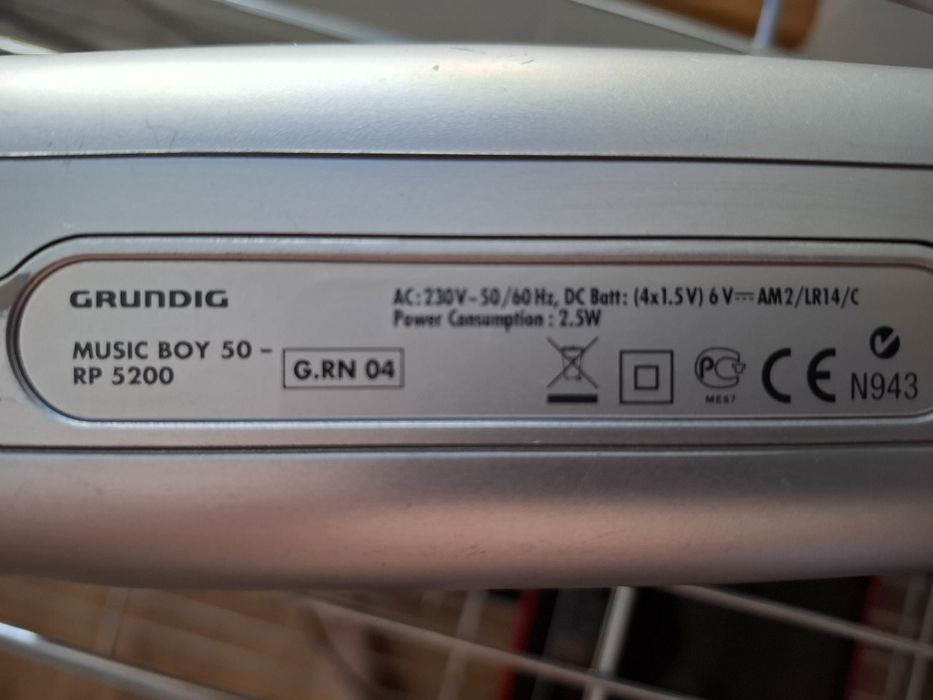 GRUNDIG
AC: 230V~50/60Hz, DC Batt: (4x1.5V) 6V⎓AM2/LR14/C
Power Consumption : 2.5W
MUSIC BOY 50 -
RP 5200
G.RN 04
PC
ME67
CE
N943